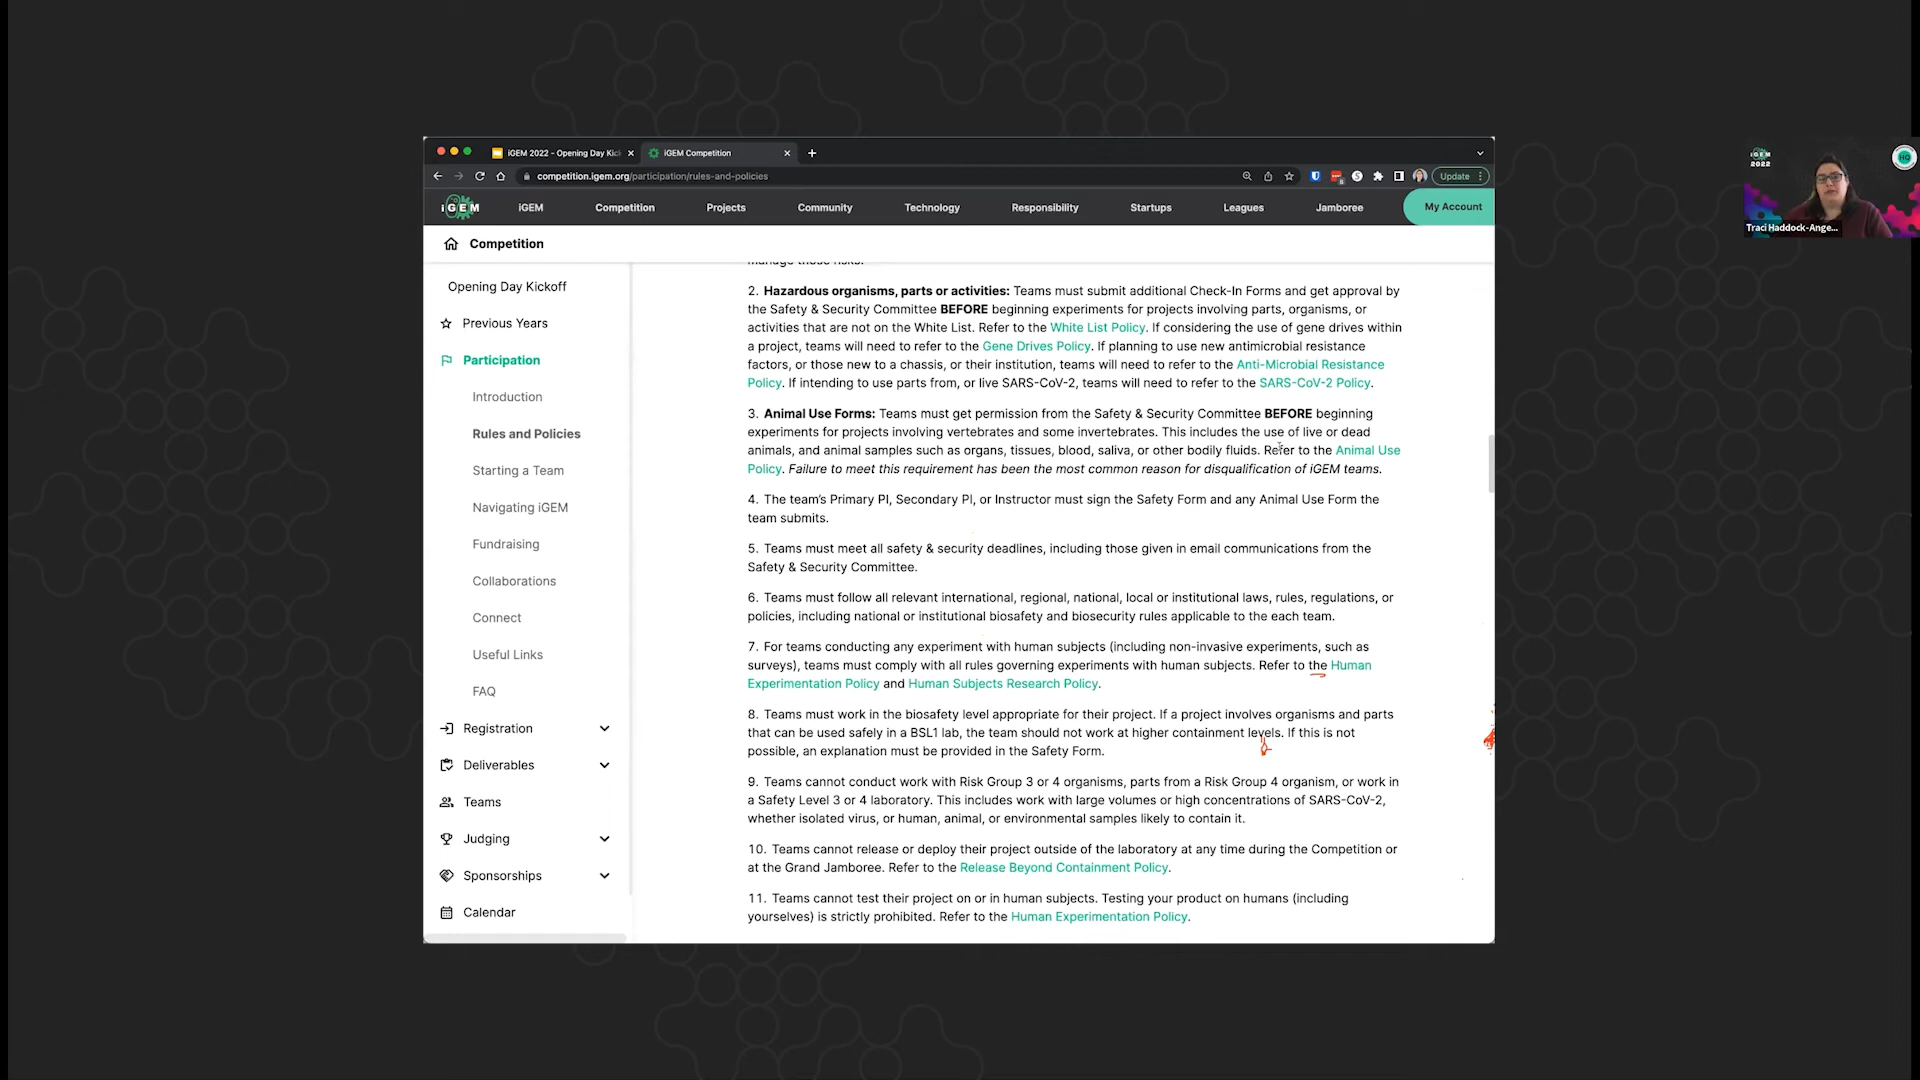 iGEM 2022 - Opening Day Kick
iGEM Competition
competition.igem.org/participation/rules-and-policies
Update
iGEM
iGEM
Competition
Projects
Community
Technology
Responsibility
Startups
Leagues
Jamboree
My Account
Competition
Opening Day Kickoff
Previous Years
Participation
Introduction
Rules and Policies
Starting a Team
Navigating iGEM
Fundraising
Collaborations
Connect
Useful Links
FAQ
Registration
Deliverables
Teams
Judging
Sponsorships
Calendar
manage those risks.
2. Hazardous organisms, parts or activities: Teams must submit additional Check-In Forms and get approval by
the Safety & Security Committee BEFORE beginning experiments for projects involving parts, organisms, or
activities that are not on the White List. Refer to the White List Policy. If considering the use of gene drives within
a project, teams will need to refer to the Gene Drives Policy. If planning to use new antimicrobial resistance
factors, or those new to a chassis, or their institution, teams will need to refer to the Anti-Microbial Resistance
Policy. If intending to use parts from, or live SARS-CoV-2, teams will need to refer to the SARS-CoV-2 Policy.
3. Animal Use Forms: Teams must get permission from the Safety & Security Committee BEFORE beginning
experiments for projects involving vertebrates and some invertebrates. This includes the use of live or dead
animals, and animal samples such as organs, tissues, blood, saliva, or other bodily fluids. Refer to the Animal Use
Policy. Failure to meet this requirement has been the most common reason for disqualification of iGEM teams.
4. The team's Primary PI, Secondary PI, or Instructor must sign the Safety Form and any Animal Use Form the
team submits.
5. Teams must meet all safety & security deadlines, including those given in email communications from the
Safety & Security Committee.
6. Teams must follow all relevant international, regional, national, local or institutional laws, rules, regulations, or
policies, including national or institutional biosafety and biosecurity rules applicable to the each team.
7. For teams conducting any experiment with human subjects (including non-invasive experiments, such as
surveys), teams must comply with all rules governing experiments with human subjects. Refer to the Human
Experimentation Policy and Human Subjects Research Policy.
8. Teams must work in the biosafety level appropriate for their project. If a project involves organisms and parts
that can be used safely in a BSL1 lab, the team should not work at higher containment levels. If this is not
possible, an explanation must be provided in the Safety Form.
9. Teams cannot conduct work with Risk Group 3 or 4 organisms, parts from a Risk Group 4 organism, or work in
a Safety Level 3 or 4 laboratory. This includes work with large volumes or high concentrations of SARS-CoV-2,
whether isolated virus, or human, animal, or environmental samples likely to contain it.
10. Teams cannot release or deploy their project outside of the laboratory at any time during the Competition or
at the Grand Jamboree. Refer to the Release Beyond Containment Policy.
11. Teams cannot test their project on or in human subjects. Testing your product on humans (including
yourselves) is strictly prohibited. Refer to the Human Experimentation Policy.
iGEM
2022
HQ
Traci Haddock-Ange...